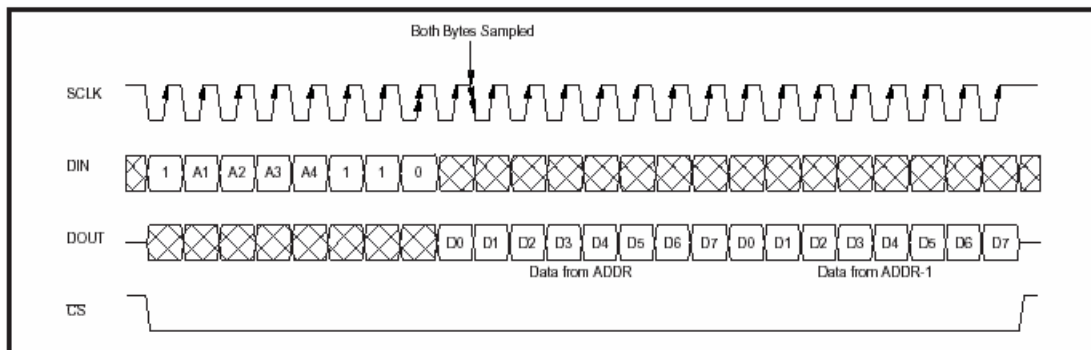 Both Bytes Sampled
SCLK
DIN 1 A1 A2 A3 A4 1 1 0
DOUT D0 D1 D2 D3 D4 D5 D6 D7 D0 D1 D2 D3 D4 D5 D6 D7
Data from ADDR Data from ADDR-1
CS